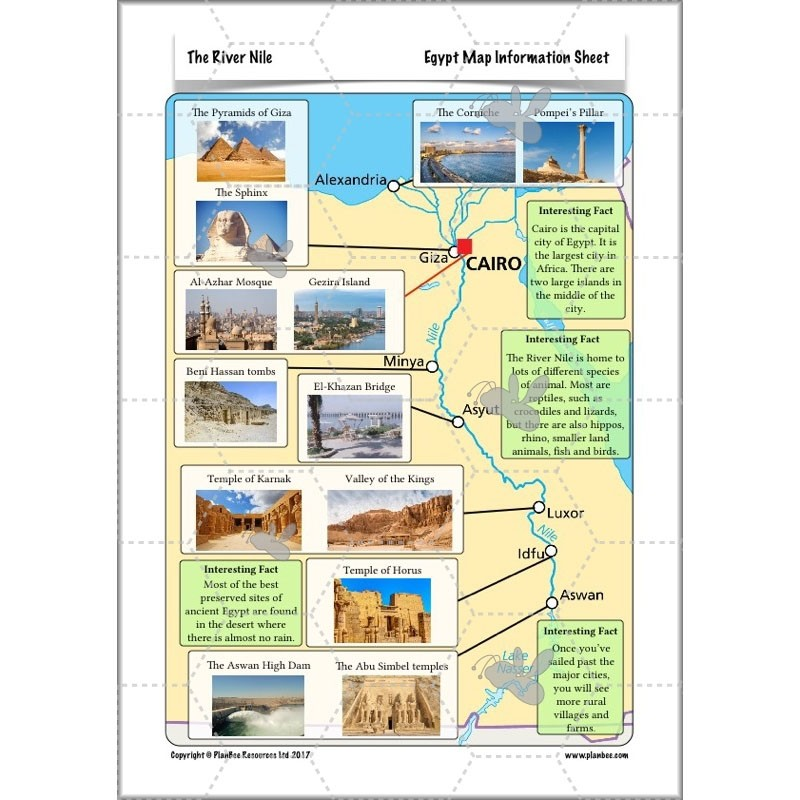 The River Nile
Egypt Map Information Sheet
The Pyramids of Giza
The Corniche
Pompei's Pillar
Alexandria
The Sphinx
Interesting Fact
Cairo is the capital
city of Egypt. It is
the largest city in
Africa. There are
two large islands in
the middle of the
city.
Giza
CAIRO
Al-Azhar Mosque
Gezira Island
Nile
Interesting Fact
The River Nile is home to
lots of different species
of animal. Most are
reptiles, such as
crocodiles and lizards,
but there are also hippos,
rhino, smaller land
animals, fish and birds.
Minya
Beni Hassan tombs
El-Khazan Bridge
Asyut
Temple of Karnak
Valley of the Kings
Luxor
Nile
Idfu
Interesting Fact
Most of the best
preserved sites of
ancient Egypt are found
in the desert where
there is almost no rain.
Temple of Horus
Aswan
Interesting Fact
Once you've
sailed past the
major cities,
you will see
more rural
villages and
farms.
Lake
Nasser
The Aswan High Dam
The Abu Simbel temples
Copyright © PlanBee Resources Ltd 2017
www.planbee.com